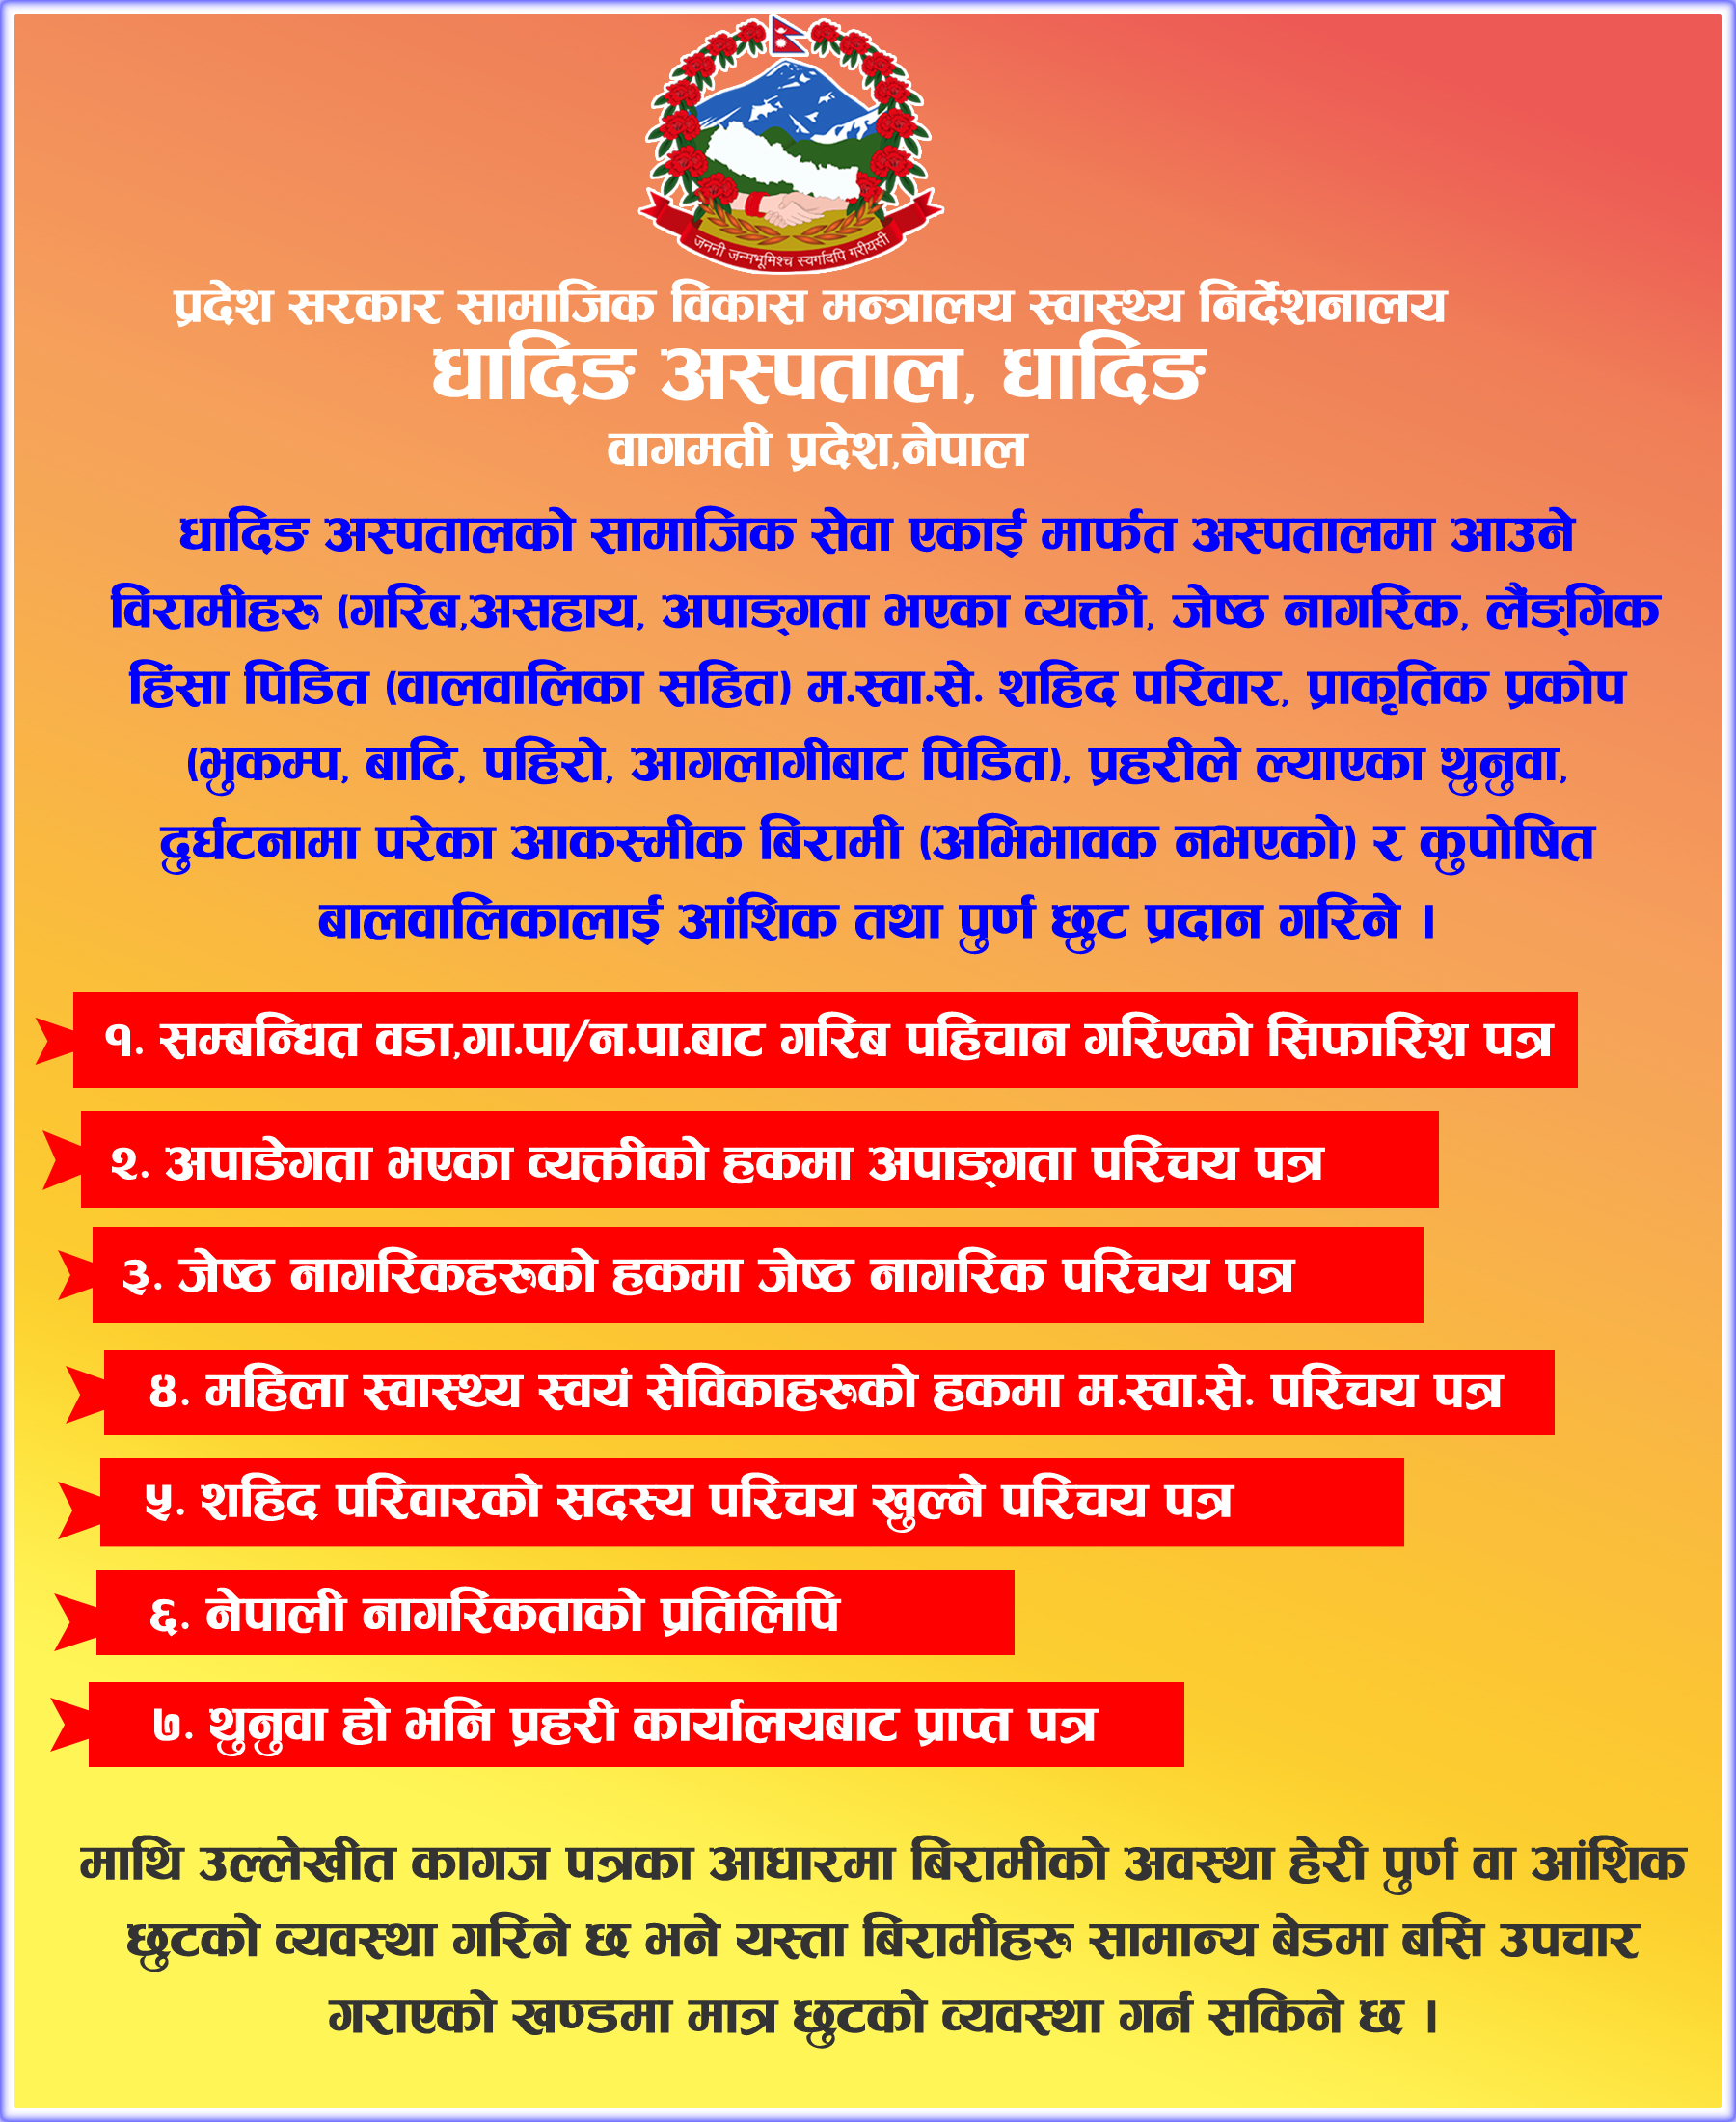 जननी जन्मभूमिश्च स्वर्गादपि गरीयसी
प्रदेश सरकार सामाजिक विकास मन्त्रालय स्वास्थ्य निर्देशनालय
धादिङ अस्पताल, धादिङ
वागमती प्रदेश,नेपाल
धादिङ अस्पतालको सामाजिक सेवा एकाई मार्फत अस्पतालमा आउने
विरामीहरु (गरिब,असहाय, अपाङ्गता भएका व्यक्ती, जेष्ठ नागरिक, लैंङ्गिक
हिंसा पिडित (वालवालिका सहित) म.स्वा.से. शहिद परिवार, प्राकृतिक प्रकोप
(भुकम्प, बाढि, पहिरो, आगलागीबाट पिडित), प्रहरीले ल्याएका थुनुवा,
दुर्घटनामा परेका आकस्मीक बिरामी (अभिभावक नभएको) र कुपोषित
बालवालिकालाई आंशिक तथा पुर्ण छुट प्रदान गरिने ।
१. सम्बन्धित वडा,गा.पा/न.पा.बाट गरिब पहिचान गरिएको सिफारिश पत्र
२. अपाङेगता भएका व्यक्तीको हकमा अपाङ्गता परिचय पत्र
३. जेष्ठ नागरिकहरुको हकमा जेष्ठ नागरिक परिचय पत्र
४. महिला स्वास्थ्य स्वयं सेविकाहरुको हकमा म.स्वा.से. परिचय पत्र
५. शहिद परिवारको सदस्य परिचय खुल्ने परिचय पत्र
६. नेपाली नागरिकताको प्रतिलिपि
७. थुनुवा हो भनि प्रहरी कार्यालयबाट प्राप्त पत्र
माथि उल्लेखीत कागज पत्रका आधारमा बिरामीको अवस्था हेरी पुर्ण वा आंशिक
छुटको व्यवस्था गरिने छ भने यस्ता बिरामीहरु सामान्य बेडमा बसि उपचार
गराएको खण्डमा मात्र छुटको व्यवस्था गर्न सकिने छ ।